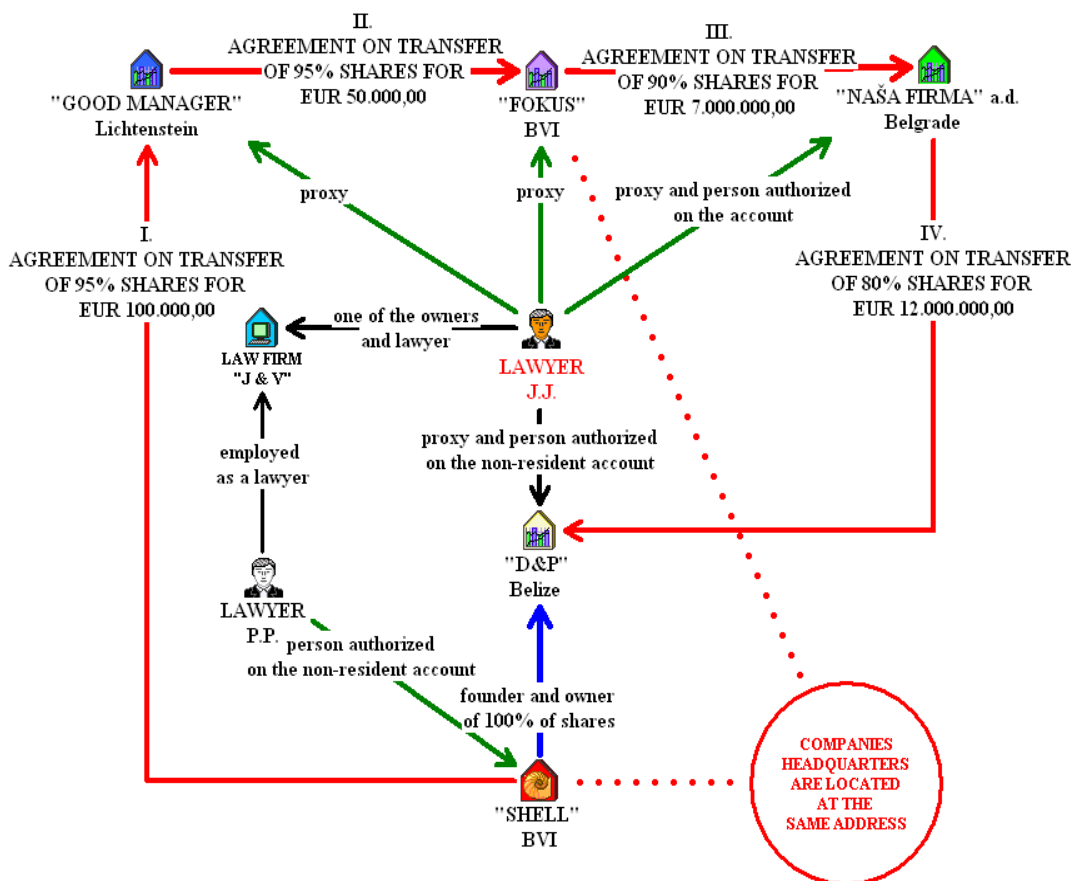 II.
AGREEMENT ON TRANSFER
OF 95% SHARES FOR
EUR 50.000,00
III.
AGREEMENT ON TRANSFER
OF 90% SHARES FOR
EUR 7.000.000,00
"GOOD MANAGER"
Lichtenstein
"FOKUS"
BVI
"NAŠA FIRMA" a.d.
Belgrade
proxy
proxy
proxy and person authorized
on the account
I.
AGREEMENT ON TRANSFER
OF 95% SHARES FOR
EUR 100.000,00
IV.
AGREEMENT ON TRANSFER
OF 80% SHARES FOR
EUR 12.000.000,00
one of the owners
and lawyer
LAW FIRM
"J & V"
LAWYER
J.J.
employed
as a lawyer
proxy and person authorized
on the non-resident account
"D&P"
Belize
LAWYER
P.P.
person authorized
on the non-resident account
founder and owner
of 100% of shares
"SHELL"
BVI
COMPANIES
HEADQUARTERS
ARE LOCATED
AT THE
SAME ADDRESS